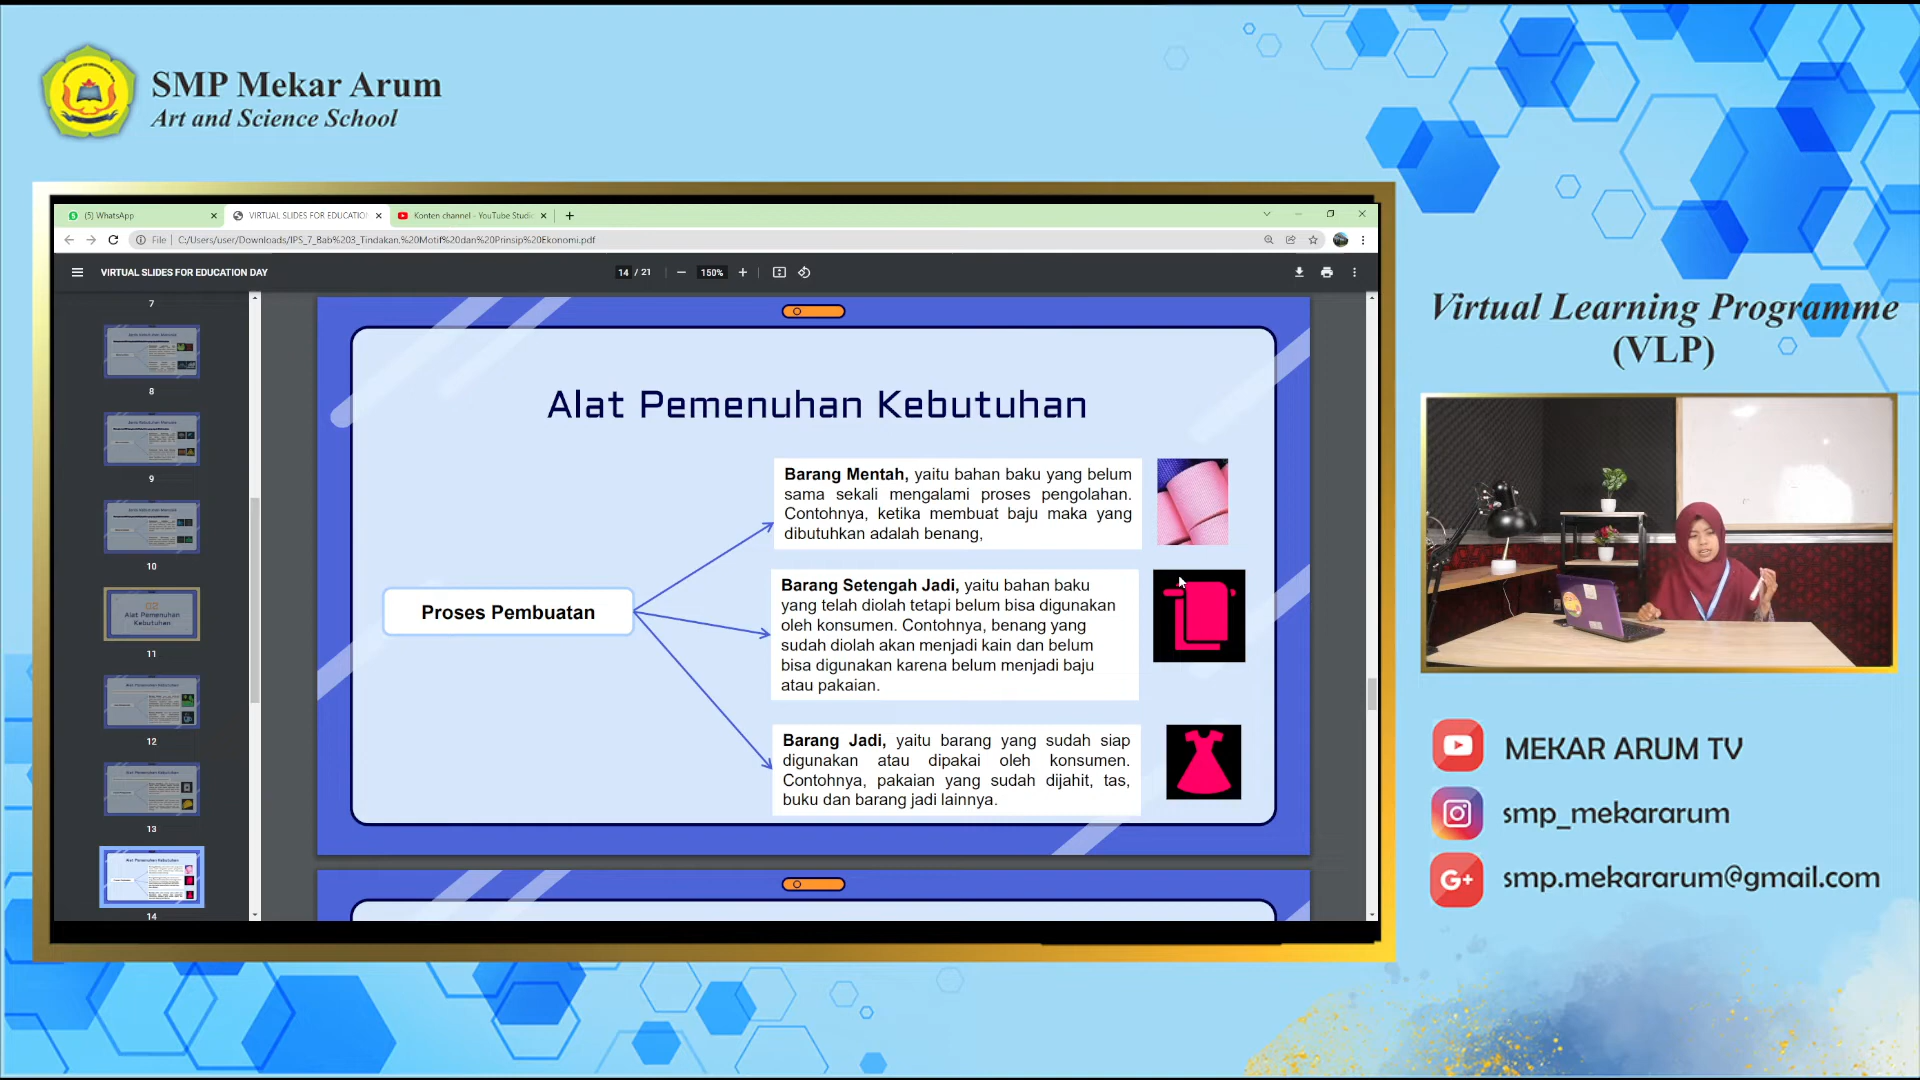 SMP Mekar Arum
Art and Science School
(5) WhatsApp
VIRTUAL SLIDES FOR EDUCATION
Konten channel - YouTube Studio
File
C:/Users/user/Downloads/IPS_7_Bab%203_Tindakan,%20Motif%20dan%20Prinsip%20Ekonomi.pdf
VIRTUAL SLIDES FOR EDUCATION DAY
14 / 21
150%
7
8
9
10
02
Alat Pemenuhan
Kebutuhan
11
12
13
14
Alat Pemenuhan Kebutuhan
Proses Pembuatan
Barang Mentah, yaitu bahan baku yang belum
sama sekali mengalami proses pengolahan.
Contohnya, ketika membuat baju maka yang
dibutuhkan adalah benang,
Barang Setengah Jadi, yaitu bahan baku
yang telah diolah tetapi belum bisa digunakan
oleh konsumen. Contohnya, benang yang
sudah diolah akan menjadi kain dan belum
bisa digunakan karena belum menjadi baju
atau pakaian.
Barang Jadi, yaitu barang yang sudah siap
digunakan atau dipakai oleh konsumen.
Contohnya, pakaian yang sudah dijahit, tas,
buku dan barang jadi lainnya.
Virtual Learning Programme
(VLP)
MEKAR ARUM TV
smp_mekararum
G+
smp.mekararum@gmail.com